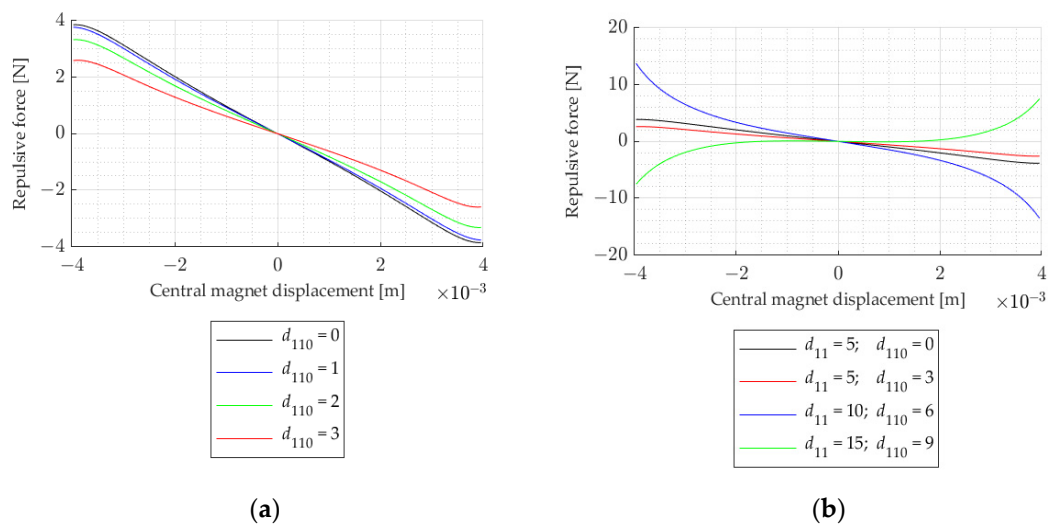 4
2
0
−2
−4
−4
−2
0
2
4
Repulsive force [N]
Central magnet displacement [m]
×10⁻³
d₁₁₀ = 0
d₁₁₀ = 1
d₁₁₀ = 2
d₁₁₀ = 3
(a)
20
10
0
−10
−20
−4
−2
0
2
4
Repulsive force [N]
Central magnet displacement [m]
×10⁻³
d₁₁ = 5; d₁₁₀ = 0
d₁₁ = 5; d₁₁₀ = 3
d₁₁ = 10; d₁₁₀ = 6
d₁₁ = 15; d₁₁₀ = 9
(b)